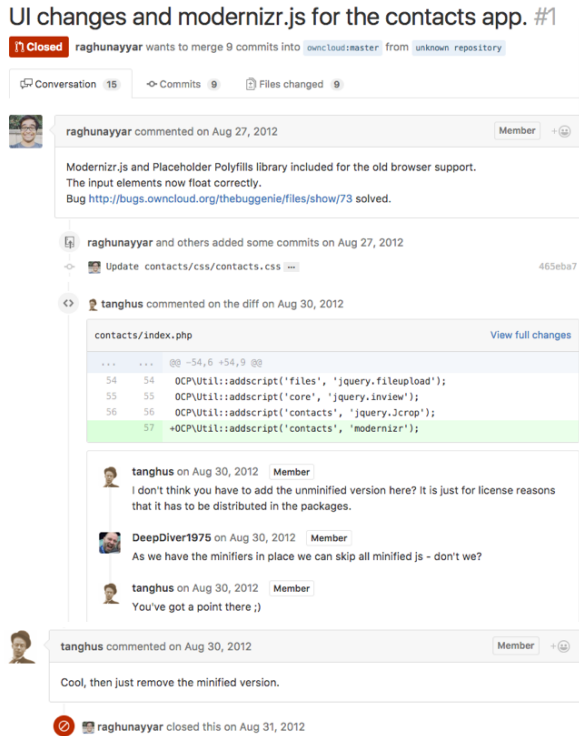 UI changes and modernizr.js for the contacts app. #1
Closed raghunayyar wants to merge 9 commits into owncloud:master from unknown repository
Conversation 15 Commits 9 Files changed 9
raghunayyar commented on Aug 27, 2012 Member +
Modernizr.js and Placeholder Polyfills library included for the old browser support.
The input elements now float correctly.
Bug http://bugs.owncloud.org/thebuggenie/files/show/73 solved.
raghunayyar and others added some commits on Aug 27, 2012
Update contacts/css/contacts.css … 465eba7
tanghus commented on the diff on Aug 30, 2012
contacts/index.php View full changes
... ... @@ -54,6 +54,9 @@
54 54 OCP\Util::addscript('files', 'jquery.fileupload');
55 55 OCP\Util::addscript('core', 'jquery.inview');
56 56 OCP\Util::addscript('contacts', 'jquery.Jcrop');
57 +OCP\Util::addscript('contacts', 'modernizr');
tanghus on Aug 30, 2012 Member
I don't think you have to add the unminified version here? It is just for license reasons
that it has to be distributed in the packages.
DeepDiver1975 on Aug 30, 2012 Member
As we have the minifiers in place we can skip all minified js - don't we?
tanghus on Aug 30, 2012 Member
You've got a point there ;)
tanghus commented on Aug 30, 2012 Member +
Cool, then just remove the minified version.
raghunayyar closed this on Aug 31, 2012